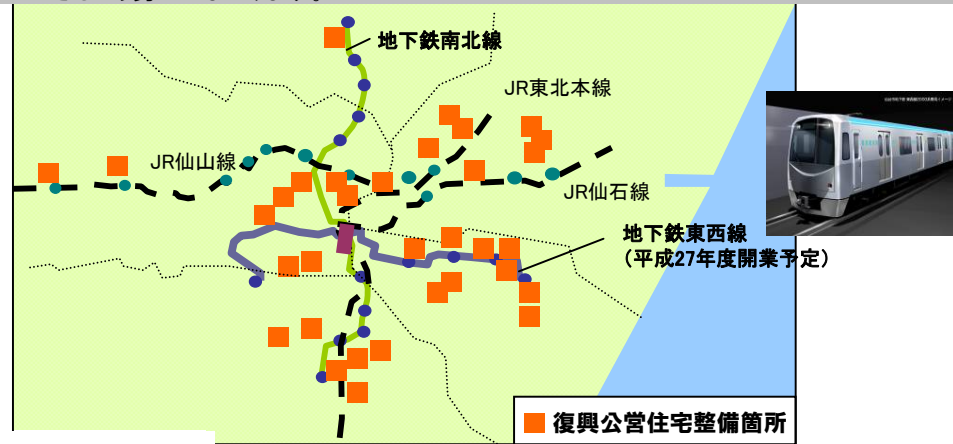 地下鉄南北線
JR東北本線
JR仙山線
JR仙石線
地下鉄東西線
(平成27年度開業予定)
復興公営住宅整備箇所